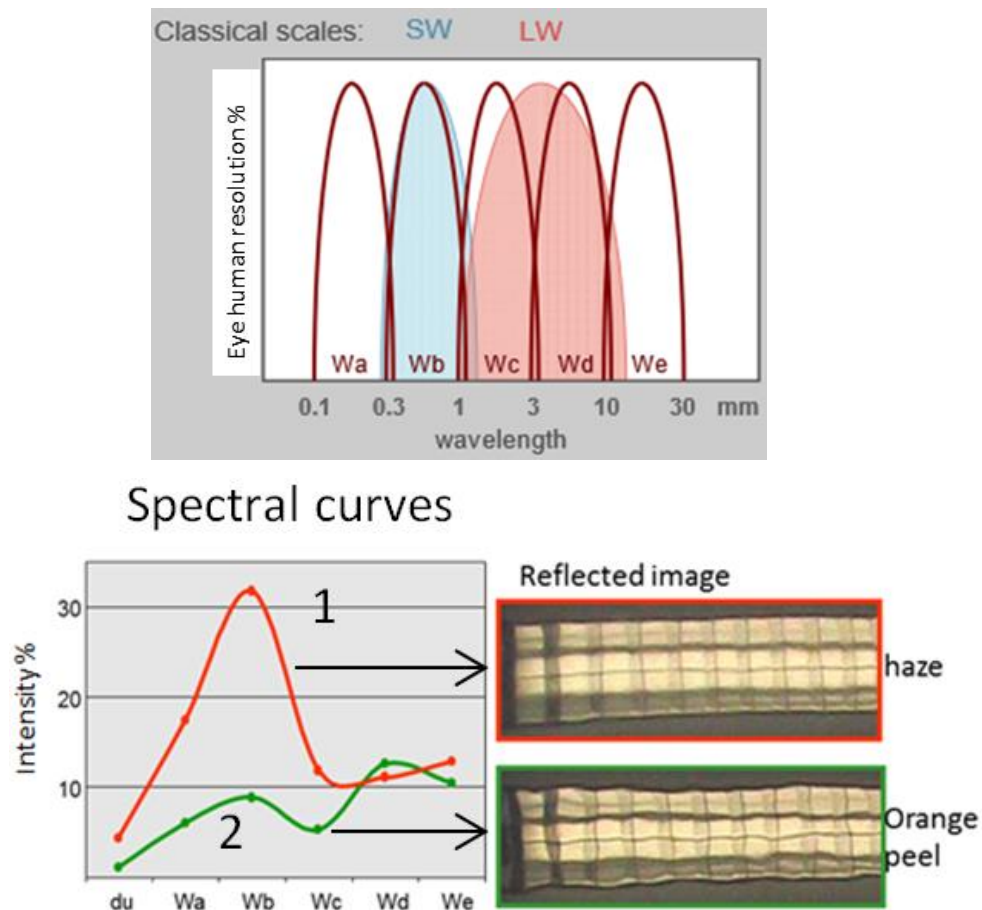 Classical scales: SW LW
Eye human resolution %
Wa Wb Wc Wd We
0.1 0.3 1 3 10 30 mm
wavelength
Spectral curves
Intensity%
30
20
10
1
2
du Wa Wb Wc Wd We
Reflected image
haze
Orange
peel